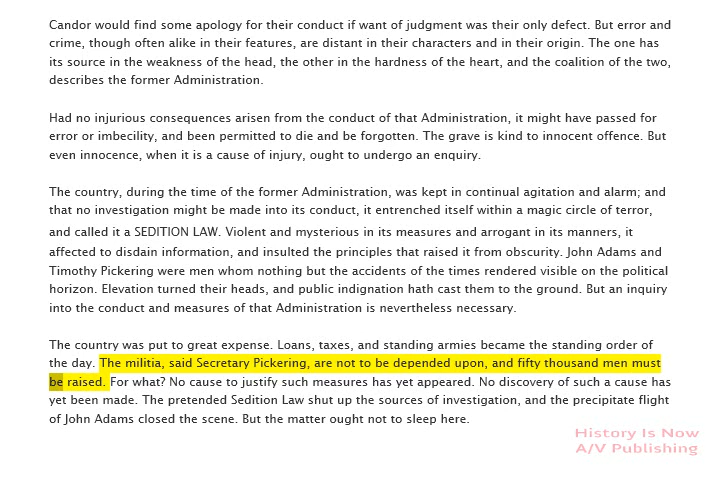 Candor would find some apology for their conduct if want of judgment was their only defect. But error and
crime, though often alike in their features, are distant in their characters and in their origin. The one has
its source in the weakness of the head, the other in the hardness of the heart, and the coalition of the two,
describes the former Administration.
Had no injurious consequences arisen from the conduct of that Administration, it might have passed for
error or imbecility, and been permitted to die and be forgotten. The grave is kind to innocent offence. But
even innocence, when it is a cause of injury, ought to undergo an enquiry.
The country, during the time of the former Administration, was kept in continual agitation and alarm; and
that no investigation might be made into its conduct, it entrenched itself within a magic circle of terror,
and called it a SEDITION LAW. Violent and mysterious in its measures and arrogant in its manners, it
affected to disdain information, and insulted the principles that raised it from obscurity. John Adams and
Timothy Pickering were men whom nothing but the accidents of the times rendered visible on the political
horizon. Elevation turned their heads, and public indignation hath cast them to the ground. But an inquiry
into the conduct and measures of that Administration is nevertheless necessary.
The country was put to great expense. Loans, taxes, and standing armies became the standing order of
the day. The militia, said Secretary Pickering, are not to be depended upon, and fifty thousand men must
be raised. For what? No cause to justify such measures has yet appeared. No discovery of such a cause has
yet been made. The pretended Sedition Law shut up the sources of investigation, and the precipitate flight
of John Adams closed the scene. But the matter ought not to sleep here.
History Is Now
A/V Publishing